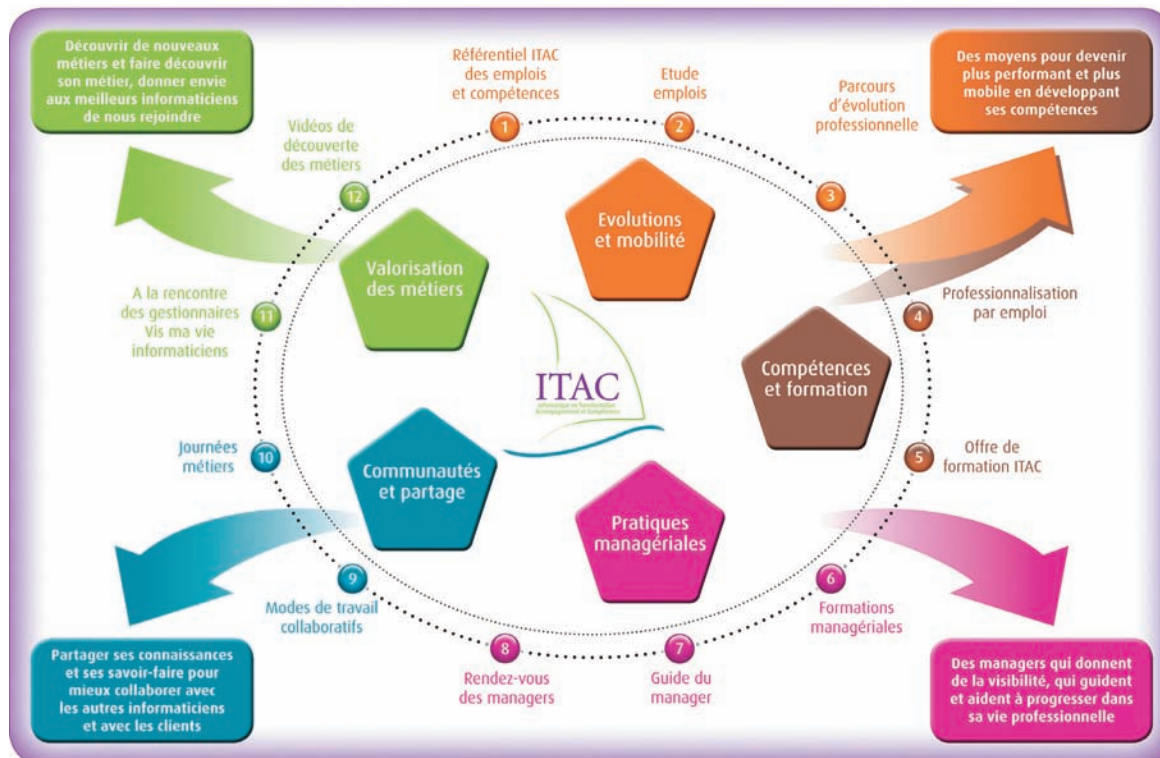 Découvrir de nouveaux
métiers et faire découvrir
son métier, donner envie
aux meilleurs informaticiens
de nous rejoindre
Référentiel ITAC
des emplois
et compétences
1
Etude
emplois
2
Parcours
d'évolution
professionnelle
3
Des moyens pour devenir
plus performant et plus
mobile en développant
ses compétences
Vidéos de
découverte
des métiers
12
Evolutions
et mobilité
Valorisation
des métiers
A la rencontre
des gestionnaires
Vis ma vie
informaticiens
11
Professionnalisation
par emploi
4
Compétences
et formation
ITAC
Informatique en Transformation
Accompagnement et Compétences
Journées
métiers
10
Communautés
et partage
Offre de
formation ITAC
5
Pratiques
managériales
9
Modes de travail
collaboratifs
6
Formations
managériales
8
Rendez-vous
des managers
7
Guide du
manager
Partager ses connaissances
et ses savoir-faire pour
mieux collaborer avec
les autres informaticiens
et avec les clients
Des managers qui donnent
de la visibilité, qui guident
et aident à progresser dans
sa vie professionnelle